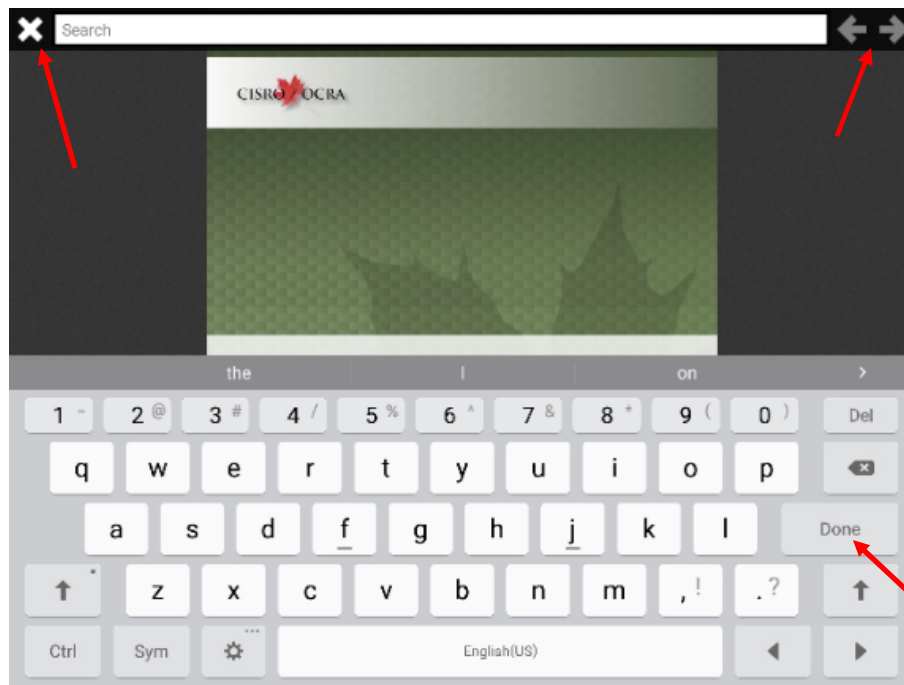 Search
CISRO / OCRA
the I on >
1 - 2 @ 3 # 4 / 5 % 6 ^ 7 & 8 * 9 ( 0 ) Del
q w e r t y u i o p
a s d f g h j k l Done
z x c v b n m , ! . ?
Ctrl Sym English(US)